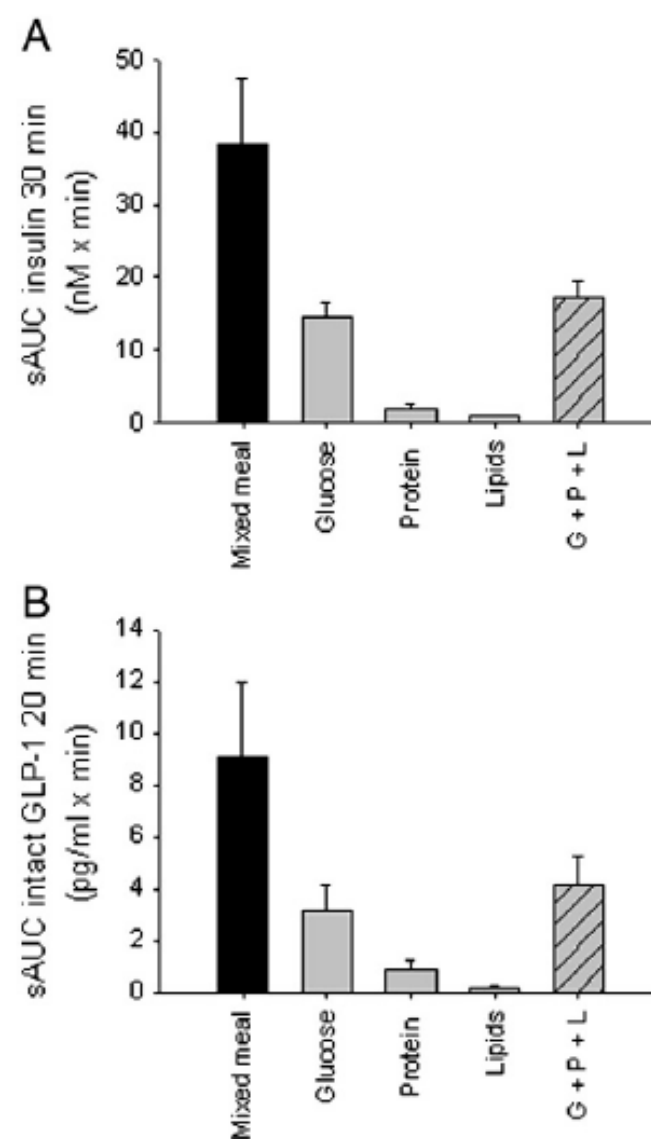 A
sAUC insulin 30 min
(nM x min)
50
40
30
20
10
0
Mixed meal
Glucose
Protein
Lipids
G + P + L
B
sAUC intact GLP-1 20 min
(pg/ml x min)
14
12
10
8
6
4
2
0
Mixed meal
Glucose
Protein
Lipids
G + P + L